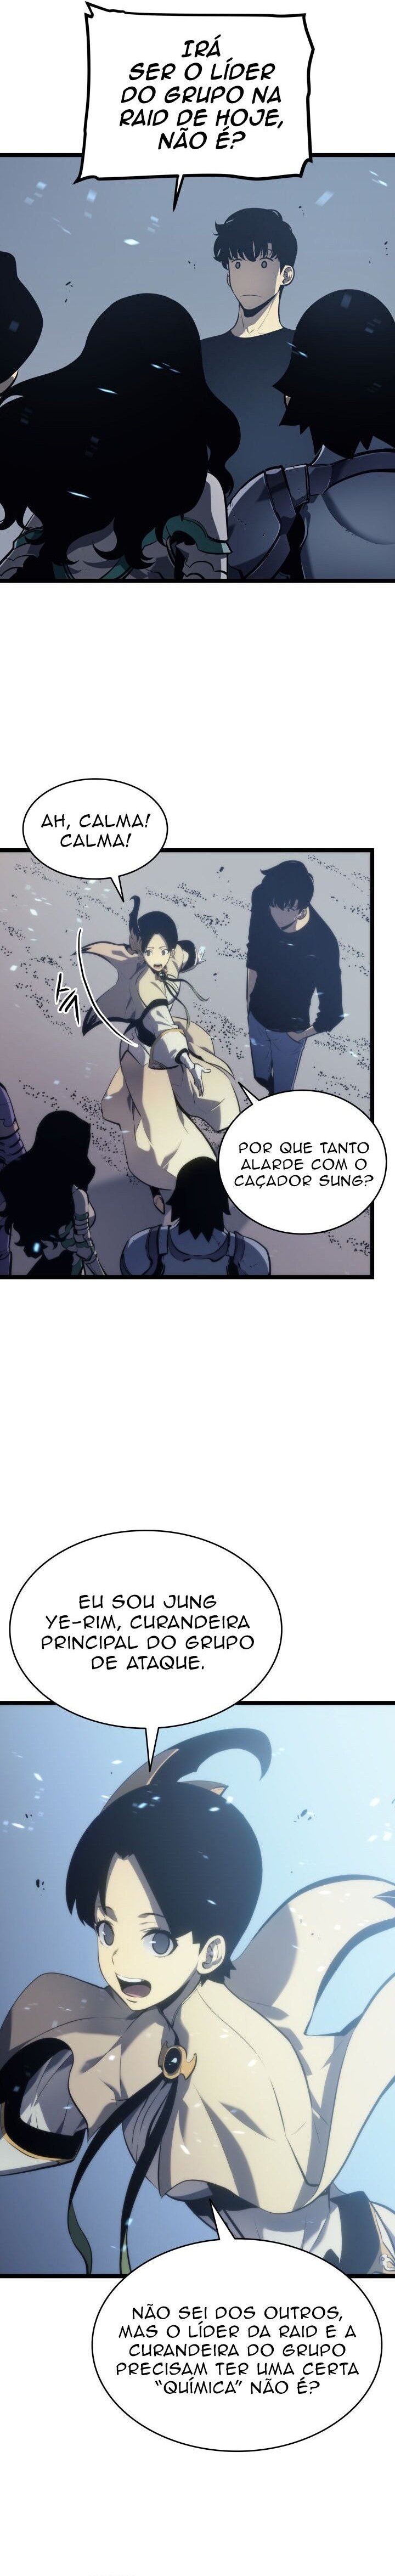 IRÁ
SER O LÍDER
DO GRUPO NA
RAID DE HOJE,
NÃO É?
AH, CALMA!
CALMA!
POR QUE TANTO
ALARDE COM O
CAÇADOR SUNG?
EU SOU JUNG
YE-RIM, CURANDEIRA
PRINCIPAL DO GRUPO
DE ATAQUE.
NÃO SEI DOS OUTROS,
MAS O LÍDER DA RAID E A
CURANDEIRA DO GRUPO
PRECISAM TER UMA CERTA
“QUÍMICA” NÃO É?